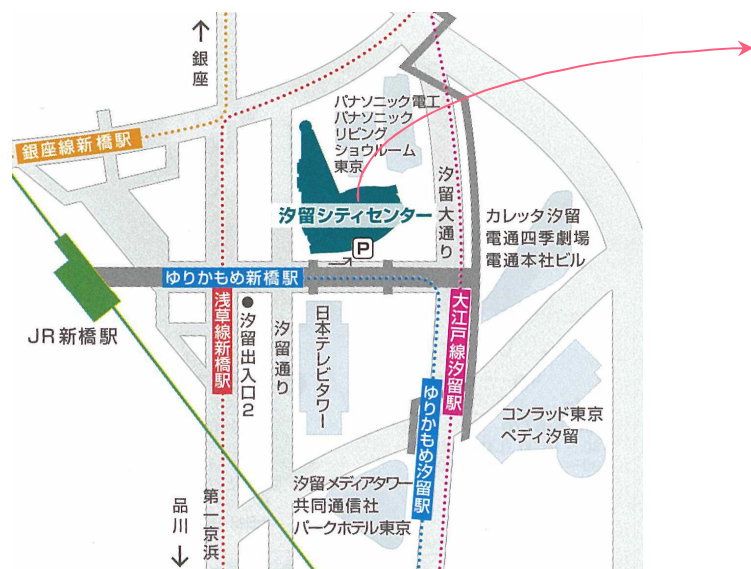 銀座
銀座線新橋駅
パナソニック電工
パナソニック
リビング
ショウルーム
東京
汐留シティセンター
汐留大通り
カレッタ汐留
電通四季劇場
電通本社ビル
P
ゆりかもめ新橋駅
JR新橋駅
浅草線新橋駅
汐留出入口2
汐留通り
日本テレビタワー
大江戸線汐留駅
ゆりかもめ汐留駅
コンラッド東京
ペディ汐留
汐留メディアタワー
共同通信社
パークホテル東京
品川
第一京浜